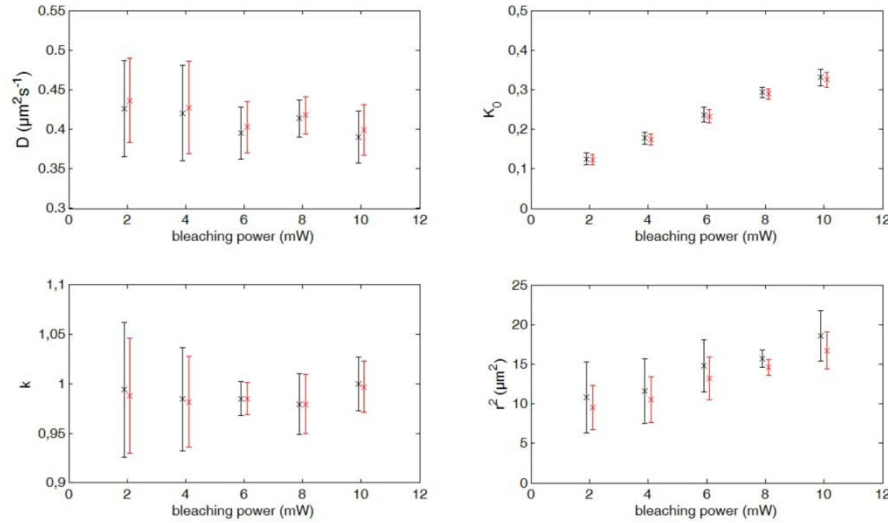 0.55
0.5
0.45
0.4
0.35
0.3
D (µm²s⁻¹)
0 2 4 6 8 10 12
bleaching power (mW)
0,5
0,4
0,3
0,2
0,1
0
K₀
0 2 4 6 8 10 12
bleaching power (mW)
1,1
1,05
1
0,95
0,9
k
0 2 4 6 8 10 12
bleaching power (mW)
25
20
15
10
5
0
r² (µm²)
0 2 4 6 8 10 12
bleaching power (mW)